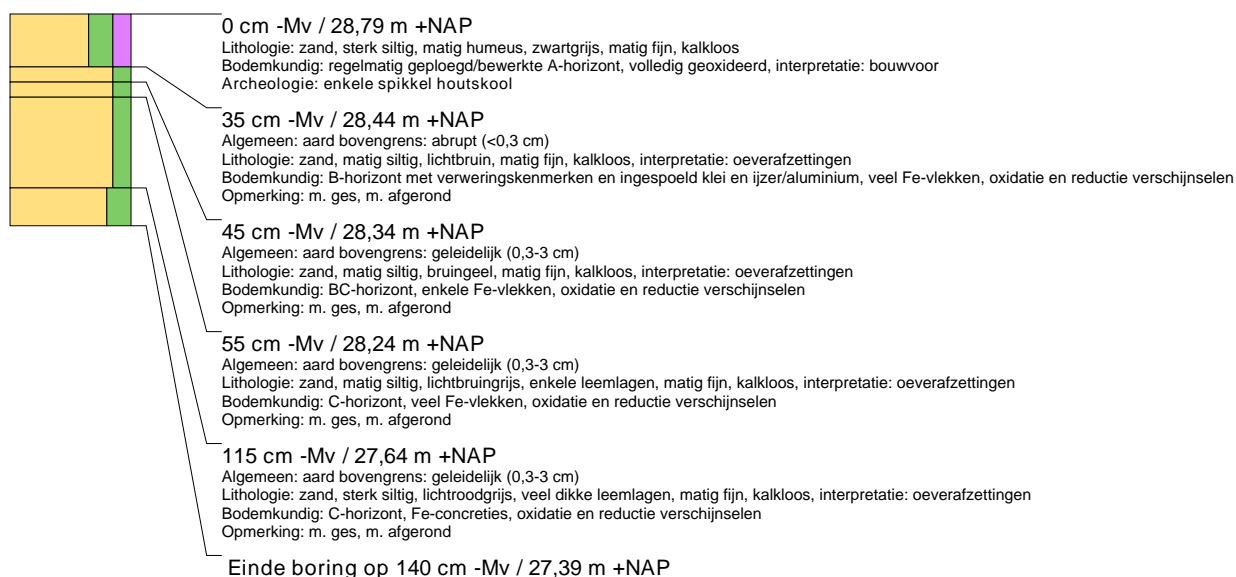 0 cm -Mv / 28,79 m +NAP
Lithologie: zand, sterk siltig, matig humeus, zwartgrijs, matig fijn, kalkloos
Bodemkundig: regelmatig geploegd/bewerkte A-horizont, volledig geoxideerd, interpretatie: bouwvoor
Archeologie: enkele spikkel houtskool
35 cm -Mv / 28,44 m +NAP
Algemeen: aard bovengrens: abrupt (<0,3 cm)
Lithologie: zand, matig siltig, lichtbruin, matig fijn, kalkloos, interpretatie: oeverafzettingen
Bodemkundig: B-horizont met verweringskenmerken en ingespoeld klei en ijzer/aluminium, veel Fe-vlekken, oxidatie en reductie verschijnselen
Opmerking: m. ges, m. afgerond
45 cm -Mv / 28,34 m +NAP
Algemeen: aard bovengrens: geleidelijk (0,3-3 cm)
Lithologie: zand, matig siltig, bruingeel, matig fijn, kalkloos, interpretatie: oeverafzettingen
Bodemkundig: BC-horizont, enkele Fe-vlekken, oxidatie en reductie verschijnselen
Opmerking: m. ges, m. afgerond
55 cm -Mv / 28,24 m +NAP
Algemeen: aard bovengrens: geleidelijk (0,3-3 cm)
Lithologie: zand, matig siltig, lichtbruingrijs, enkele leemlagen, matig fijn, kalkloos, interpretatie: oeverafzettingen
Bodemkundig: C-horizont, veel Fe-vlekken, oxidatie en reductie verschijnselen
Opmerking: m. ges, m. afgerond
115 cm -Mv / 27,64 m +NAP
Algemeen: aard bovengrens: geleidelijk (0,3-3 cm)
Lithologie: zand, sterk siltig, lichtroodgrijs, veel dikke leemlagen, matig fijn, kalkloos, interpretatie: oeverafzettingen
Bodemkundig: C-horizont, Fe-concreties, oxidatie en reductie verschijnselen
Opmerking: m. ges, m. afgerond
Einde boring op 140 cm -Mv / 27,39 m +NAP